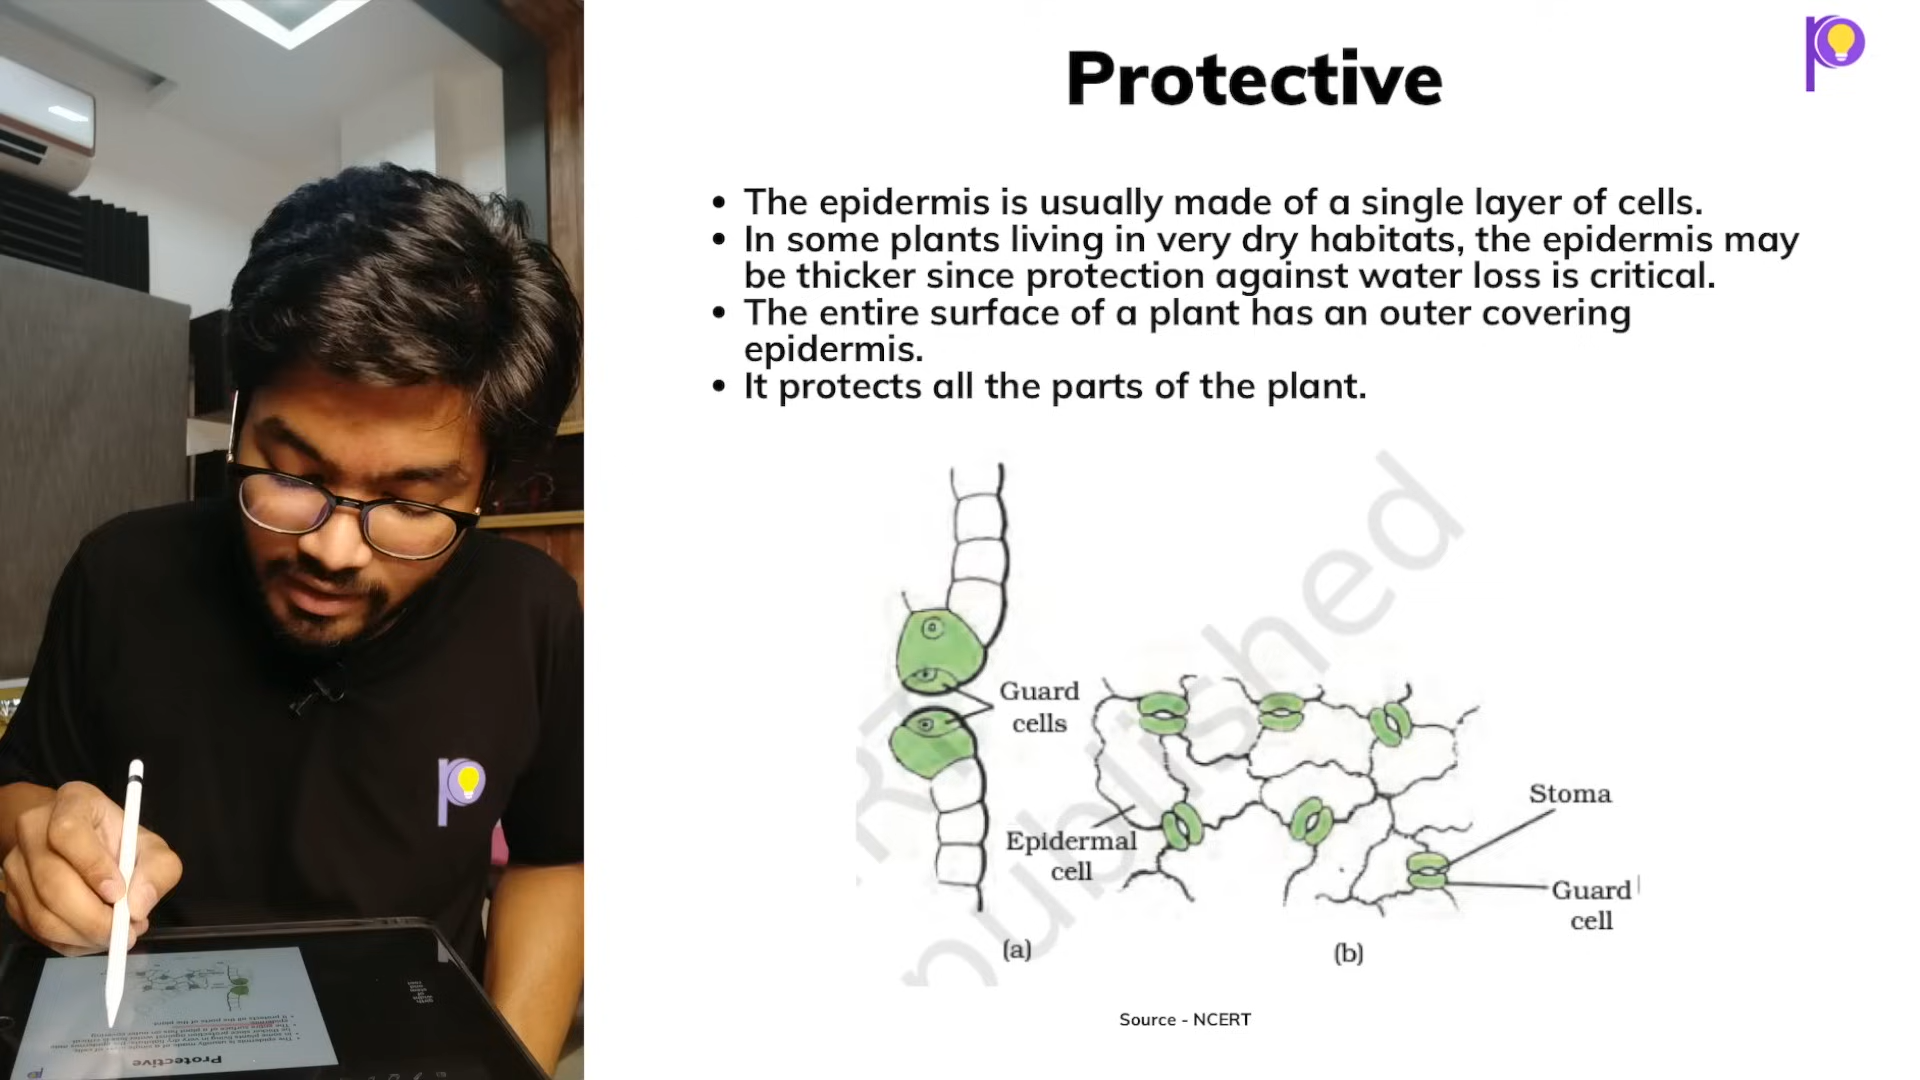 Protective
• The epidermis is usually made of a single layer of cells.
• In some plants living in very dry habitats, the epidermis may
be thicker since protection against water loss is critical.
• The entire surface of a plant has an outer covering
epidermis.
• It protects all the parts of the plant.
Guard
cells
Epidermal
cell
Stoma
Guard
cell
(a)
(b)
published
Source - NCERT
Protective